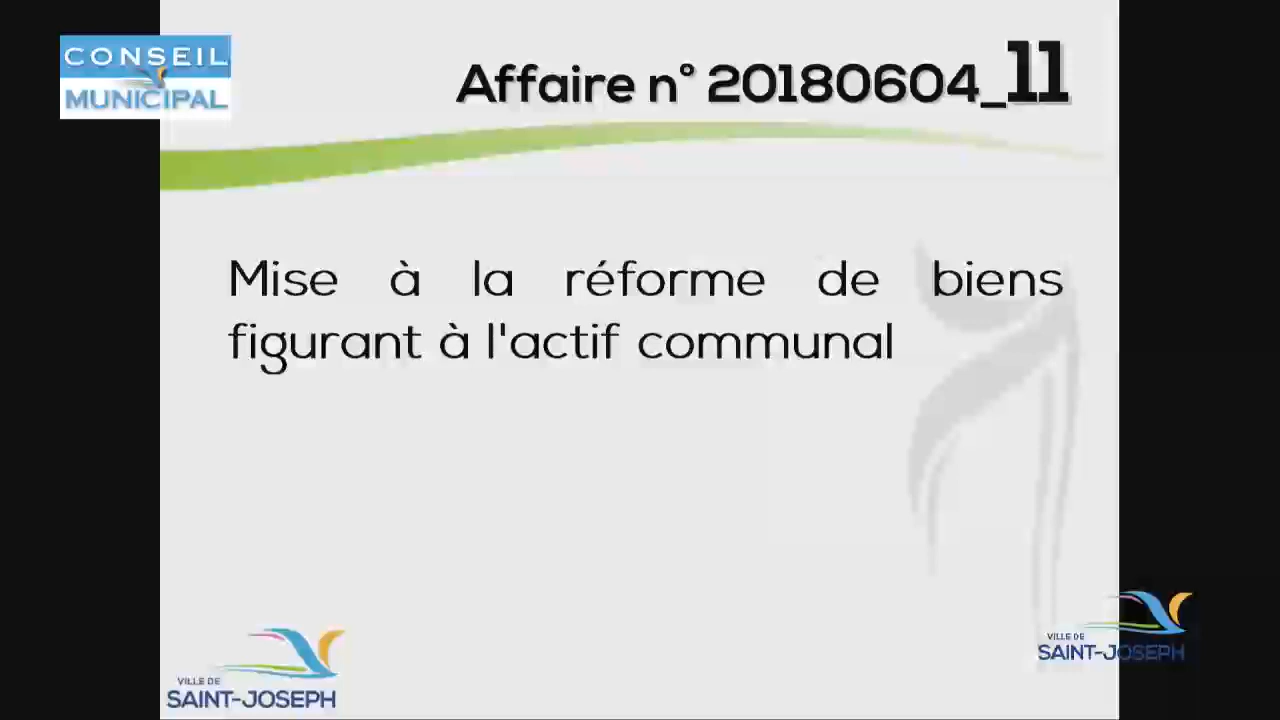 CONSEIL
MUNICIPAL
Affaire n° 20180604_11
Mise à la réforme de biens
figurant à l'actif communal
VILLE DE
SAINT-JOSEPH
VILLE DE
SAINT-JOSEPH